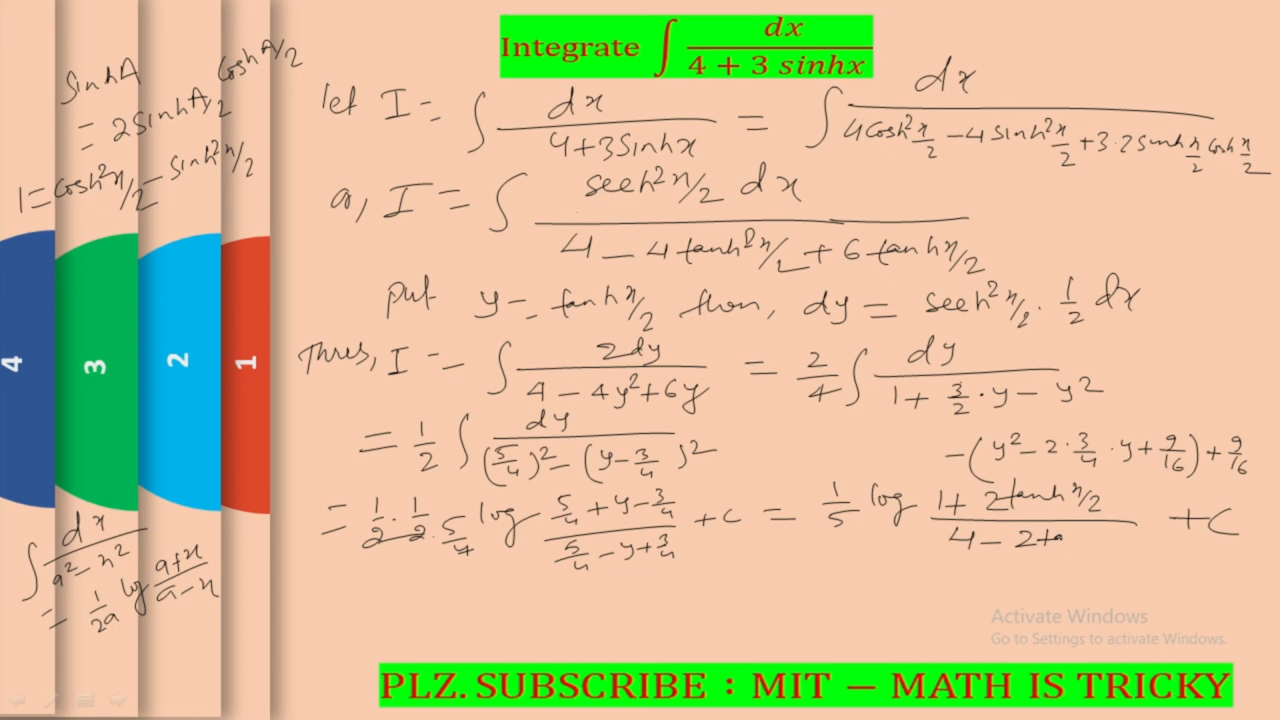 Integrate ∫ dx / (4 + 3 sinhx)
SinhA
= 2sinhA/2 coshA/2
1 = cosh²x/2 − sinh²x/2
let I = ∫ dx / (4+3Sinhx) = ∫ dx / (4cosh²x/2 − 4sinh²x/2 + 3·2sinh x/2 cosh x/2)
or, I = ∫ sech²x/2 dx / (4 − 4tanh²x/2 + 6tanhx/2)
put y = tanhx/2 then, dy = sech²x/2 · 1/2 dx
Thus, I = ∫ 2dy / (4 − 4y² + 6y) = 2/4 ∫ dy / (1 + 3/2·y − y²)
= 1/2 ∫ dy / ((5/4)² − (y − 3/4)²)
−(y² − 2·3/4·y + 9/16) + 9/16
= 1/2 · 1/(2·5/4) log (5/4 + y − 3/4) / (5/4 − y + 3/4) + c = 1/5 log (1 + 2tanhx/2) / (4 − 2ta + C
∫ dx / (a² − x²)
= 1/2a log (a+x)/(a−x)
4
3
2
1
Activate Windows
Go to Settings to activate Windows.
PLZ. SUBSCRIBE : MIT − MATH IS TRICKY